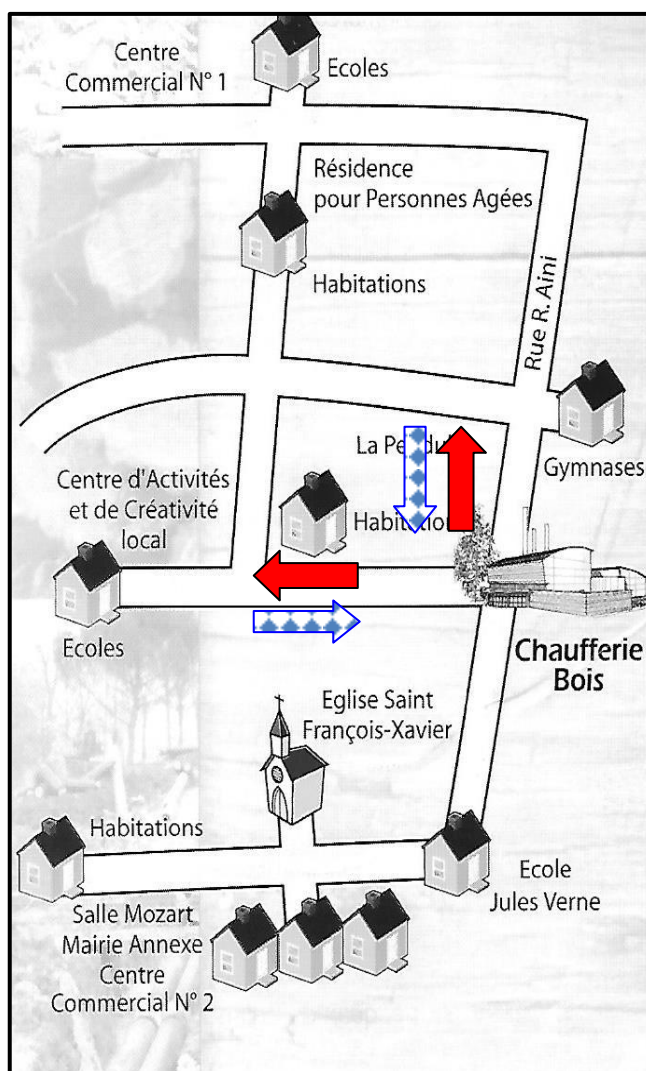 Centre
Commercial N° 1
Ecoles
Résidence
pour Personnes Agées
Habitations
Rue R. Aini
Gymnases
Centre d'Activités
et de Créativité
local
Ecoles
Chaufferie
Bois
Eglise Saint
François-Xavier
Habitations
Ecole
Jules Verne
Salle Mozart
Mairie Annexe
Centre
Commercial N° 2